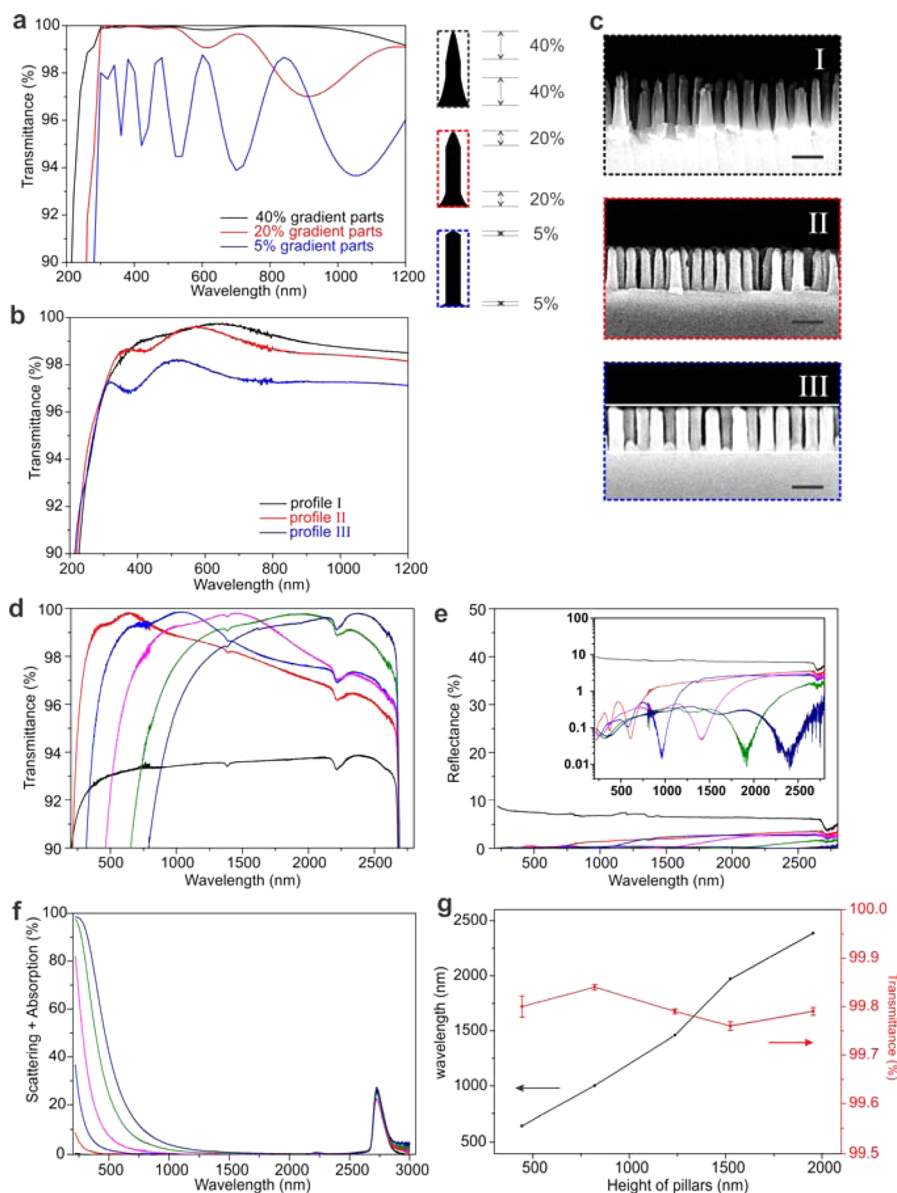 a
Transmittance (%)
100
99
98
97
96
95
94
93
92
91
90
40% gradient parts
20% gradient parts
5% gradient parts
200 400 600 800 1000 1200
Wavelength (nm)
40%
40%
20%
20%
5%
5%
c
I
II
III
b
Transmittance (%)
100
98
96
94
92
90
profile I
profile II
profile III
200 400 600 800 1000 1200
Wavelength (nm)
d
Transmittance (%)
100
98
96
94
92
91
90
500 1000 1500 2000 2500
Wavelength (nm)
e
Reflectance (%)
50
40
30
20
10
5
0
100
10
1
0.1
0.01
500 1000 1500 2000 2500
500 1000 1500 2000 2500
Wavelength (nm)
f
Scattering + Absorption (%)
100
80
60
40
20
0
500 1000 1500 2000 2500 3000
Wavelength (nm)
g
wavelength (nm)
2500
2000
1500
1000
500
100.0
99.9
99.8
99.7
99.6
99.5
Transmittance (%)
500 1000 1500 2000
Height of pillars (nm)